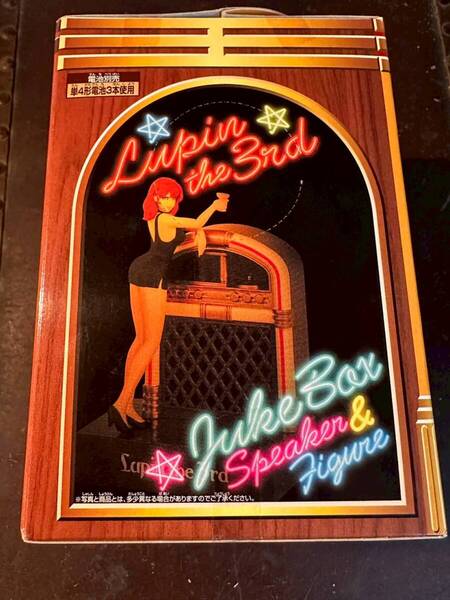 電池別売
単4形電池3本使用
Lupin
the 3rd
Juke Box
Speaker &
Figure
※写真と商品とは、多少異なる場合がありますのでご了承ください。